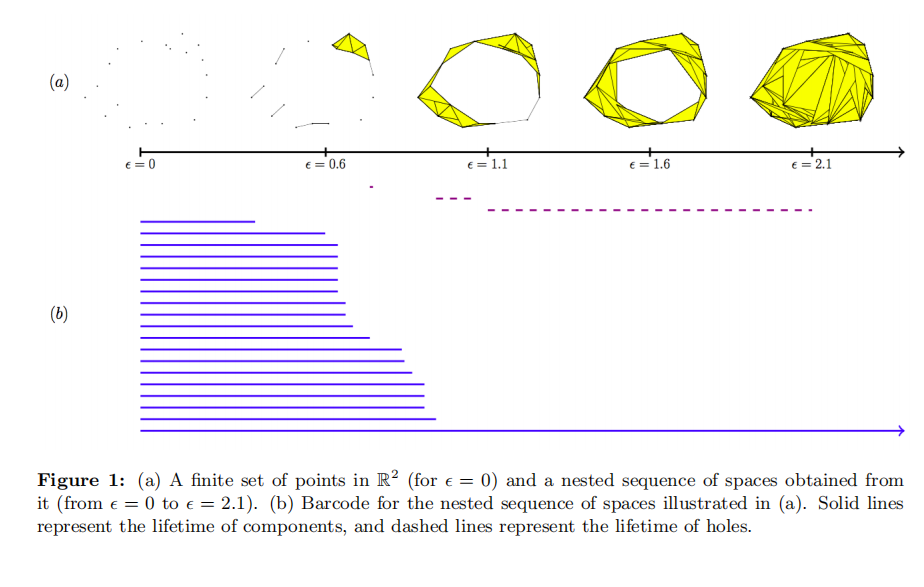 (a)
ϵ = 0 ϵ = 0.6 ϵ = 1.1 ϵ = 1.6 ϵ = 2.1
(b)
Figure 1: (a) A finite set of points in ℝ² (for ϵ = 0) and a nested sequence of spaces obtained from
it (from ϵ = 0 to ϵ = 2.1). (b) Barcode for the nested sequence of spaces illustrated in (a). Solid lines
represent the lifetime of components, and dashed lines represent the lifetime of holes.